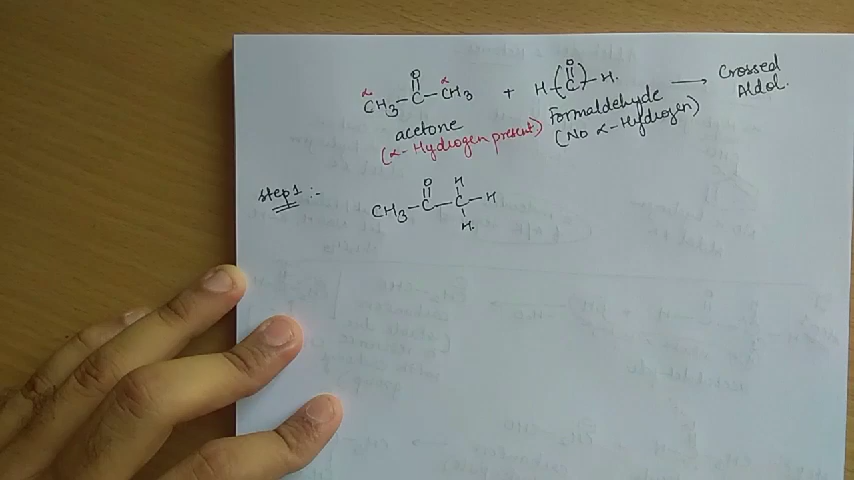 α O α O
CH₃-C-CH₃ + H-(C)-H. → Crossed Aldol.
acetone Formaldehyde
(α-Hydrogen present) (No α-Hydrogen)
O H
Step 1 :- CH₃-C-C-H
H.